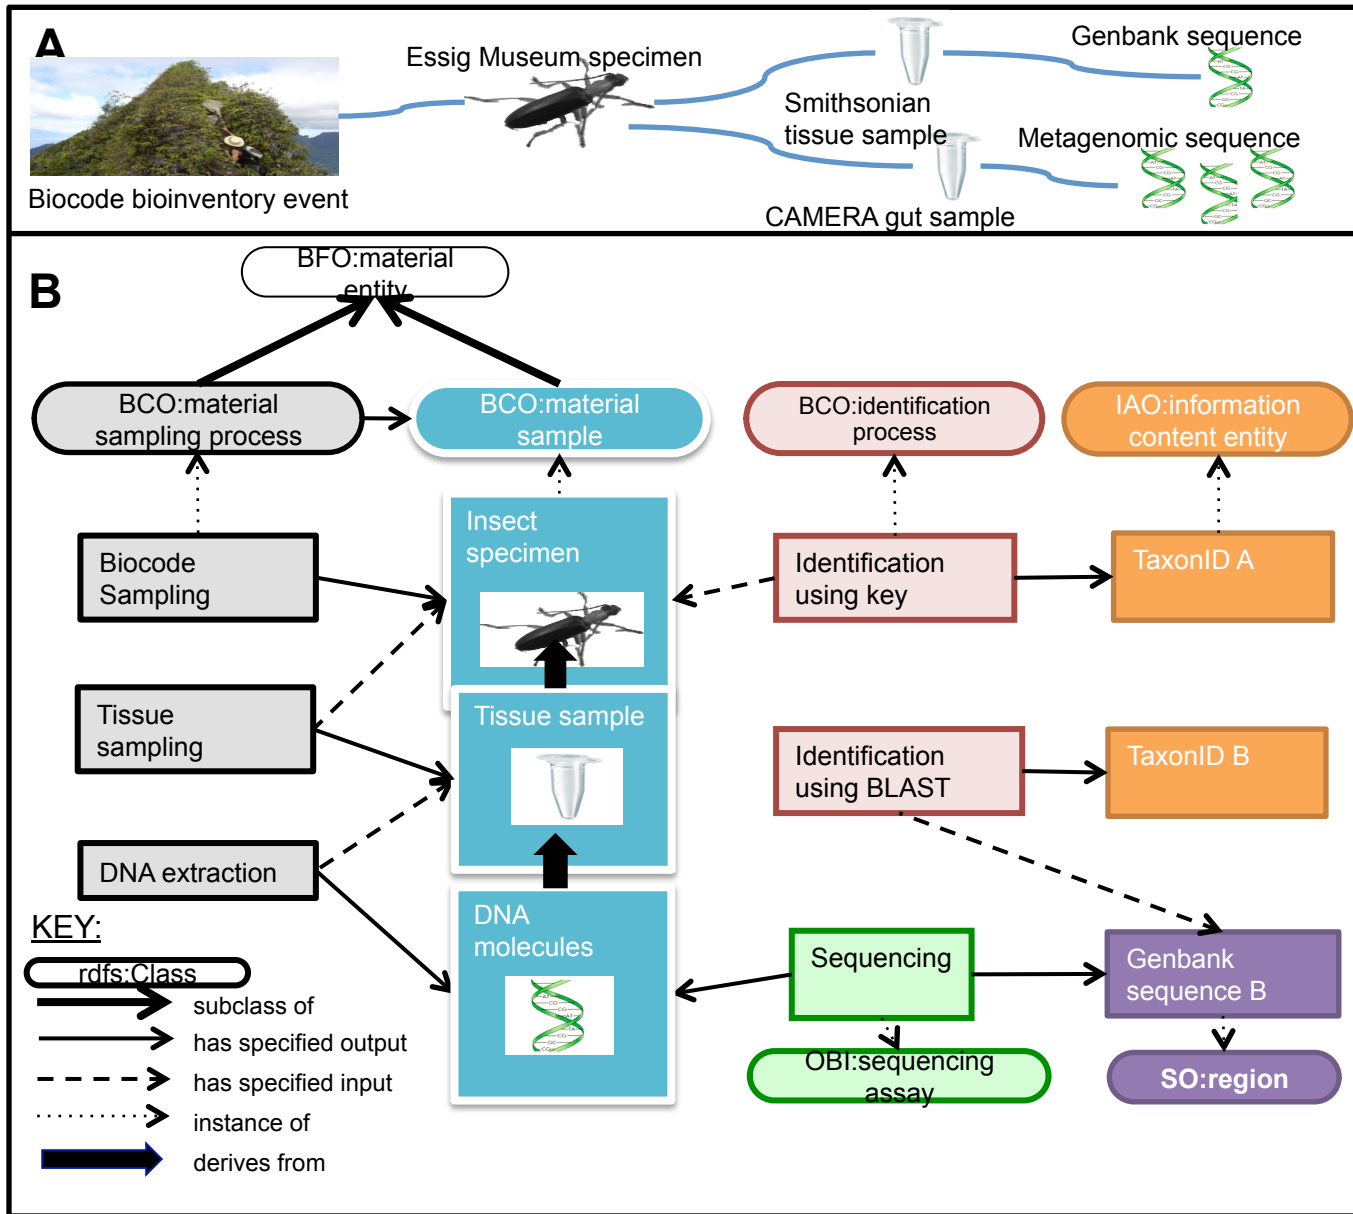 A
Essig Museum specimen
Genbank sequence
Smithsonian
tissue sample
Metagenomic sequence
Biocode bioinventory event
CAMERA gut sample
B
BFO:material
entity
BCO:material
sampling process
BCO:material
sample
BCO:identification
process
IAO:information
content entity
Biocode
Sampling
Insect
specimen
Identification
using key
TaxonID A
Tissue
sampling
Tissue sample
Identification
using BLAST
TaxonID B
DNA extraction
DNA
molecules
Sequencing
Genbank
sequence B
OBI:sequencing
assay
SO:region
KEY:
rdfs:Class
subclass of
has specified output
has specified input
instance of
derives from